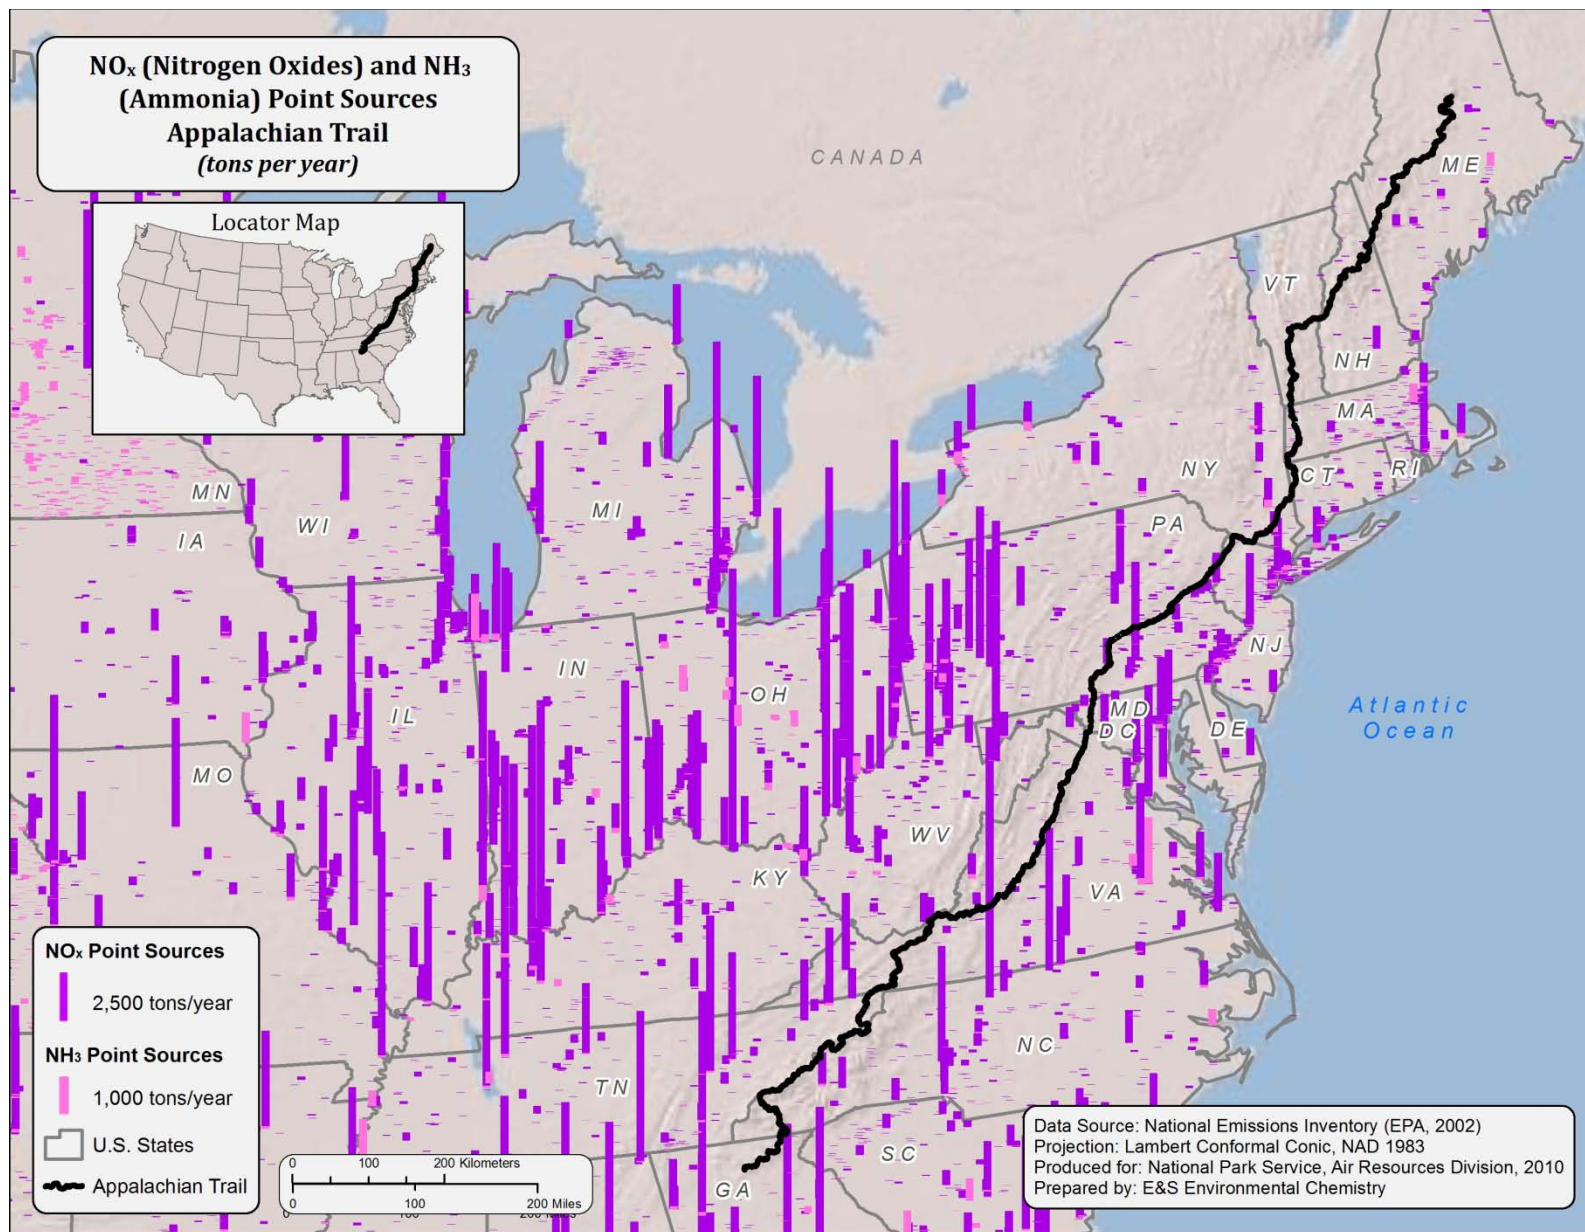 NOx (Nitrogen Oxides) and NH3
(Ammonia) Point Sources
Appalachian Trail
(tons per year)
Locator Map
CANADA
ME
VT
NH
MA
NY
CT
RI
MN
WI
MI
IA
PA
NJ
IN
OH
IL
MD
DC
DE
Atlantic
Ocean
MO
WV
KY
VA
NC
TN
SC
GA
NOx Point Sources
2,500 tons/year
NH3 Point Sources
1,000 tons/year
U.S. States
Appalachian Trail
0 100 200 Kilometers
0 100 200 Miles
Data Source: National Emissions Inventory (EPA, 2002)
Projection: Lambert Conformal Conic, NAD 1983
Produced for: National Park Service, Air Resources Division, 2010
Prepared by: E&S Environmental Chemistry